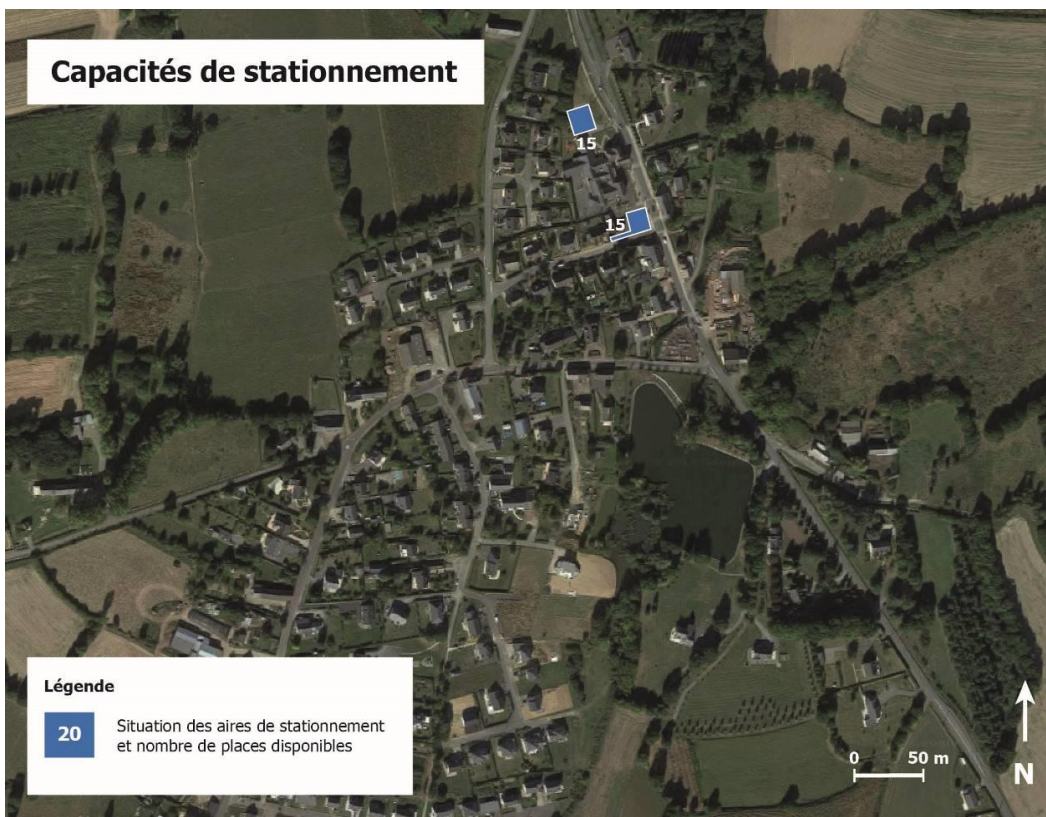 Capacités de stationnement
15
15
Légende
20
Situation des aires de stationnement
et nombre de places disponibles
0 50 m
N